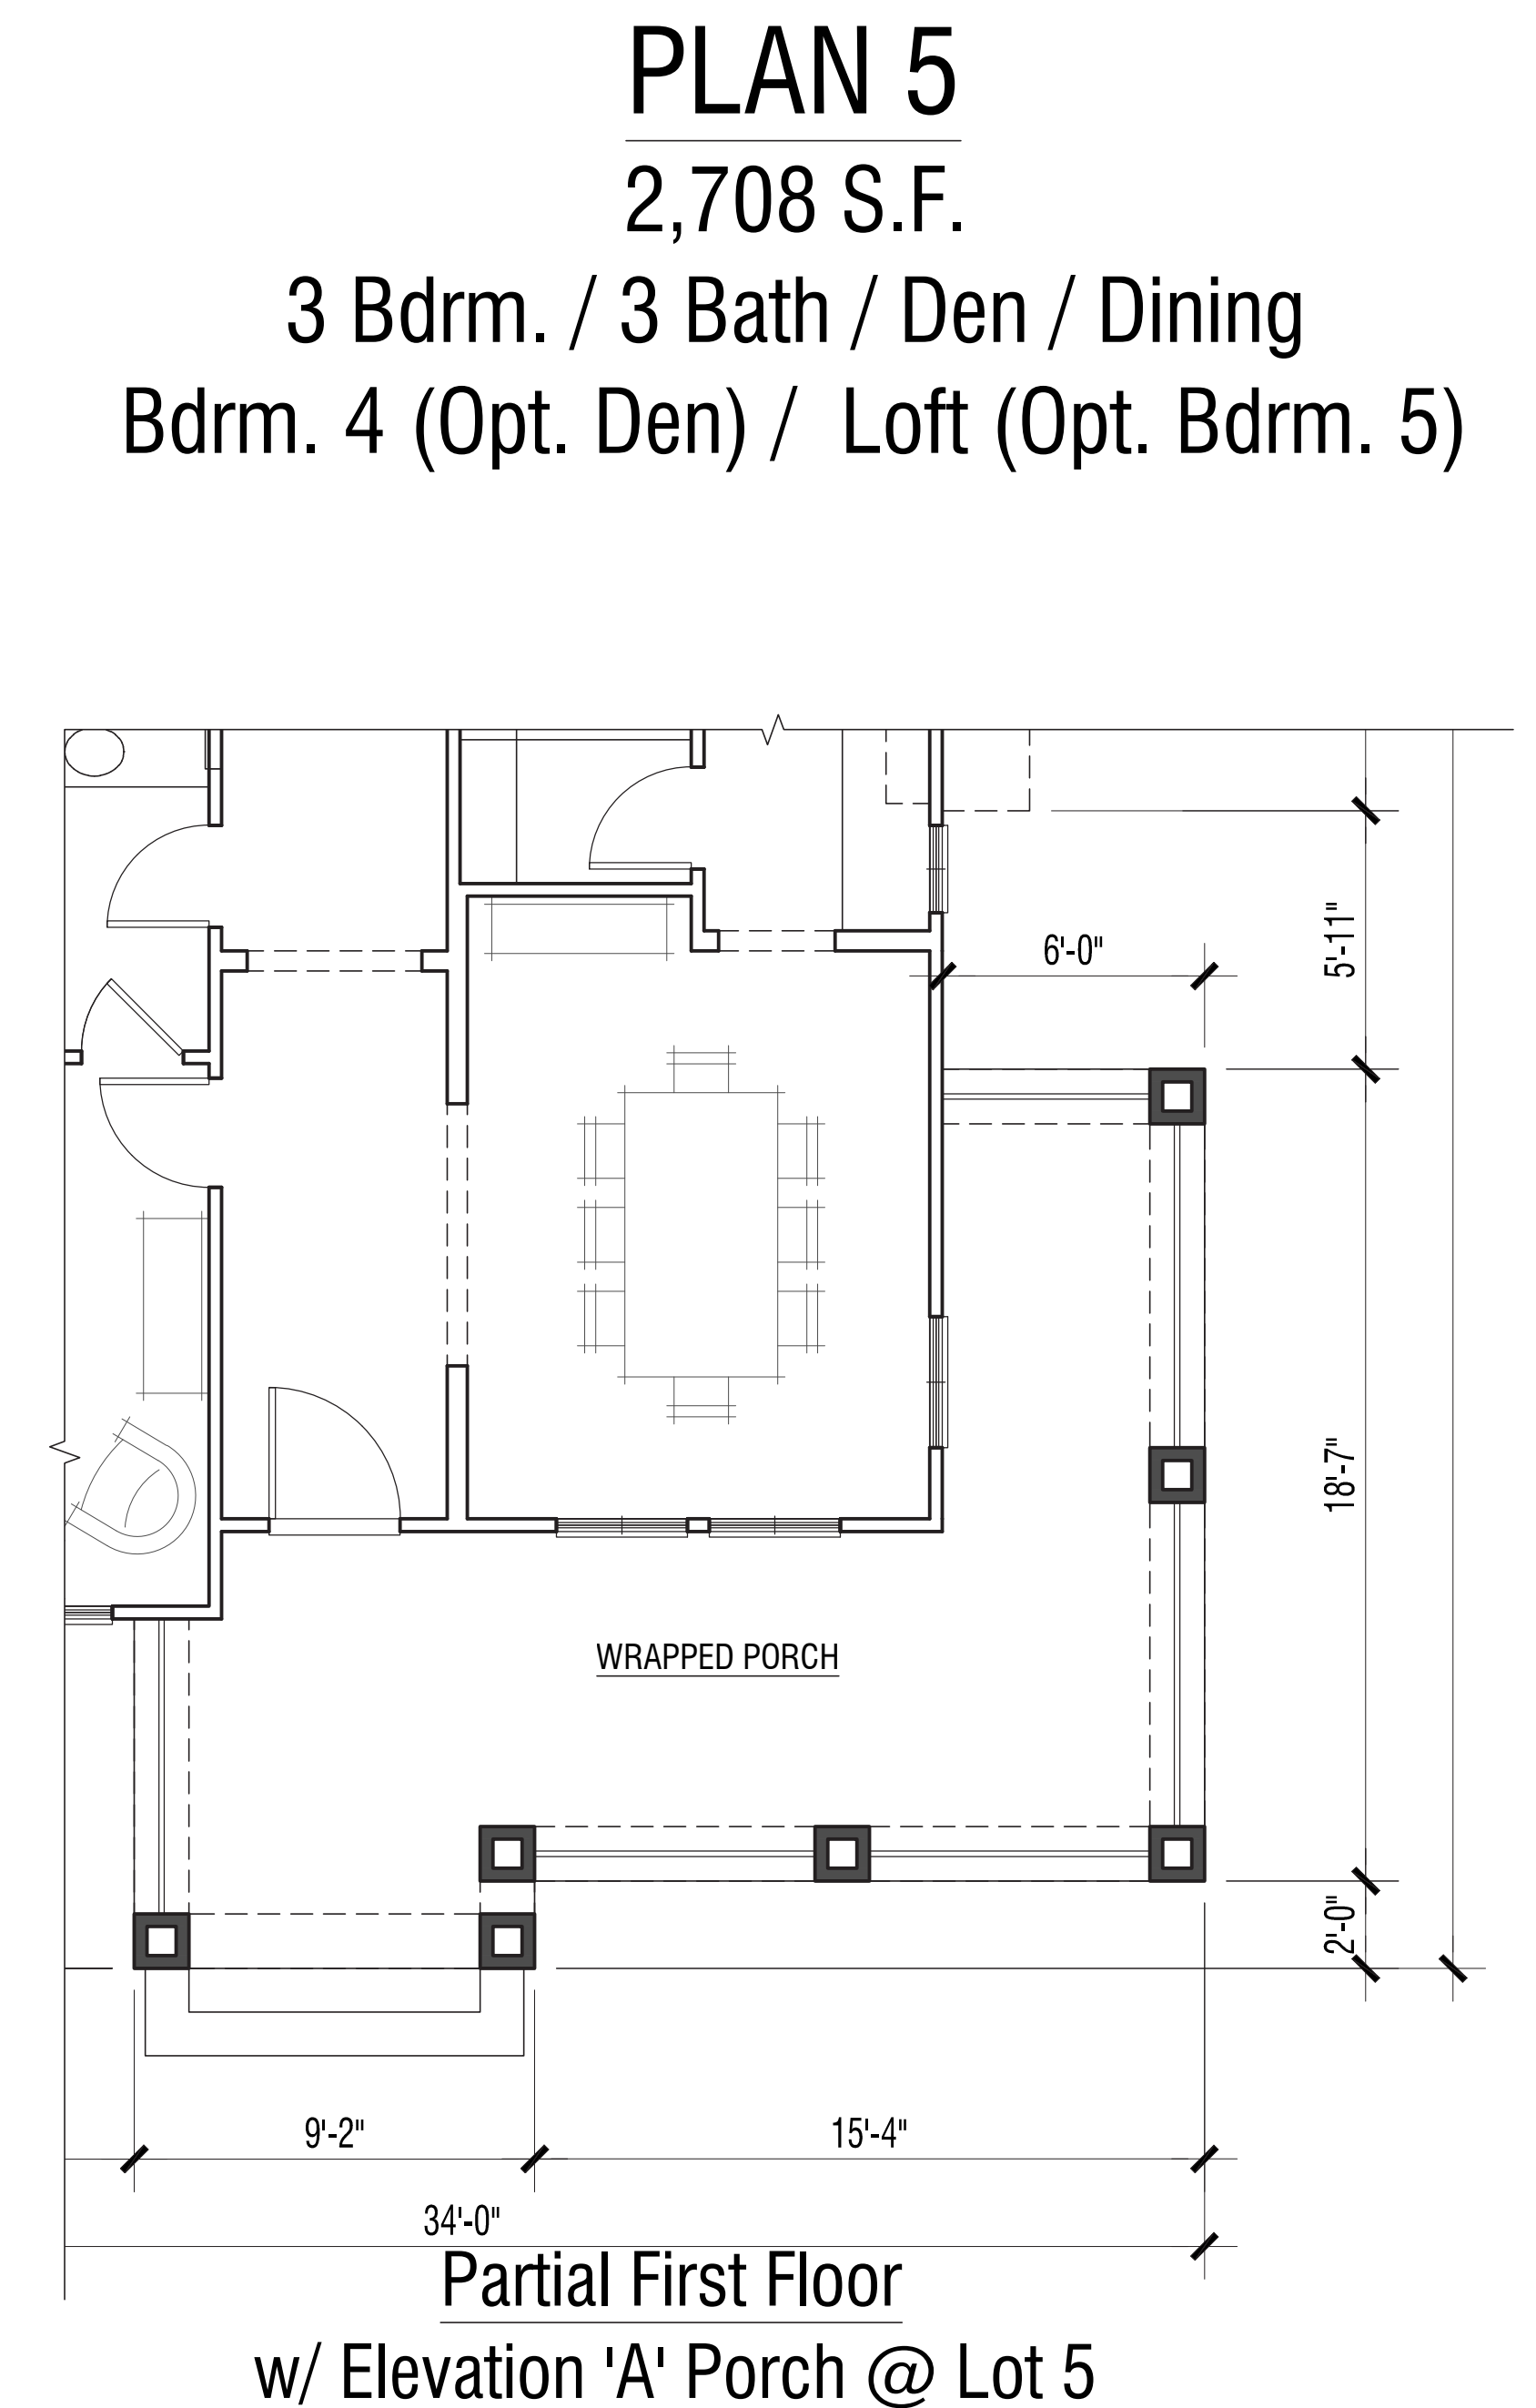 PLAN 5
2,708 S.F.
3 Bdrm. / 3 Bath / Den / Dining
Bdrm. 4 (Opt. Den) / Loft (Opt. Bdrm. 5)
5'-11"
6'-0"
18'-7"
WRAPPED PORCH
2'-0"
9'-2"
15'-4"
34'-0"
Partial First Floor
w/ Elevation 'A' Porch @ Lot 5